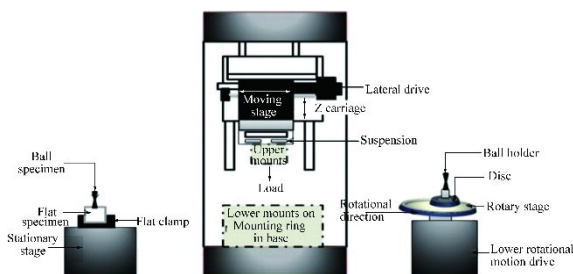 Lateral drive
Moving
stage
Z carriage
Suspension
Upper
mounts
Load
Lower mounts on
Mounting ring
in base
Ball
specimen
Flat
specimen
Flat clamp
Stationary
stage
Ball holder
Disc
Rotational
direction
Rotary stage
Lower rotational
motion drive